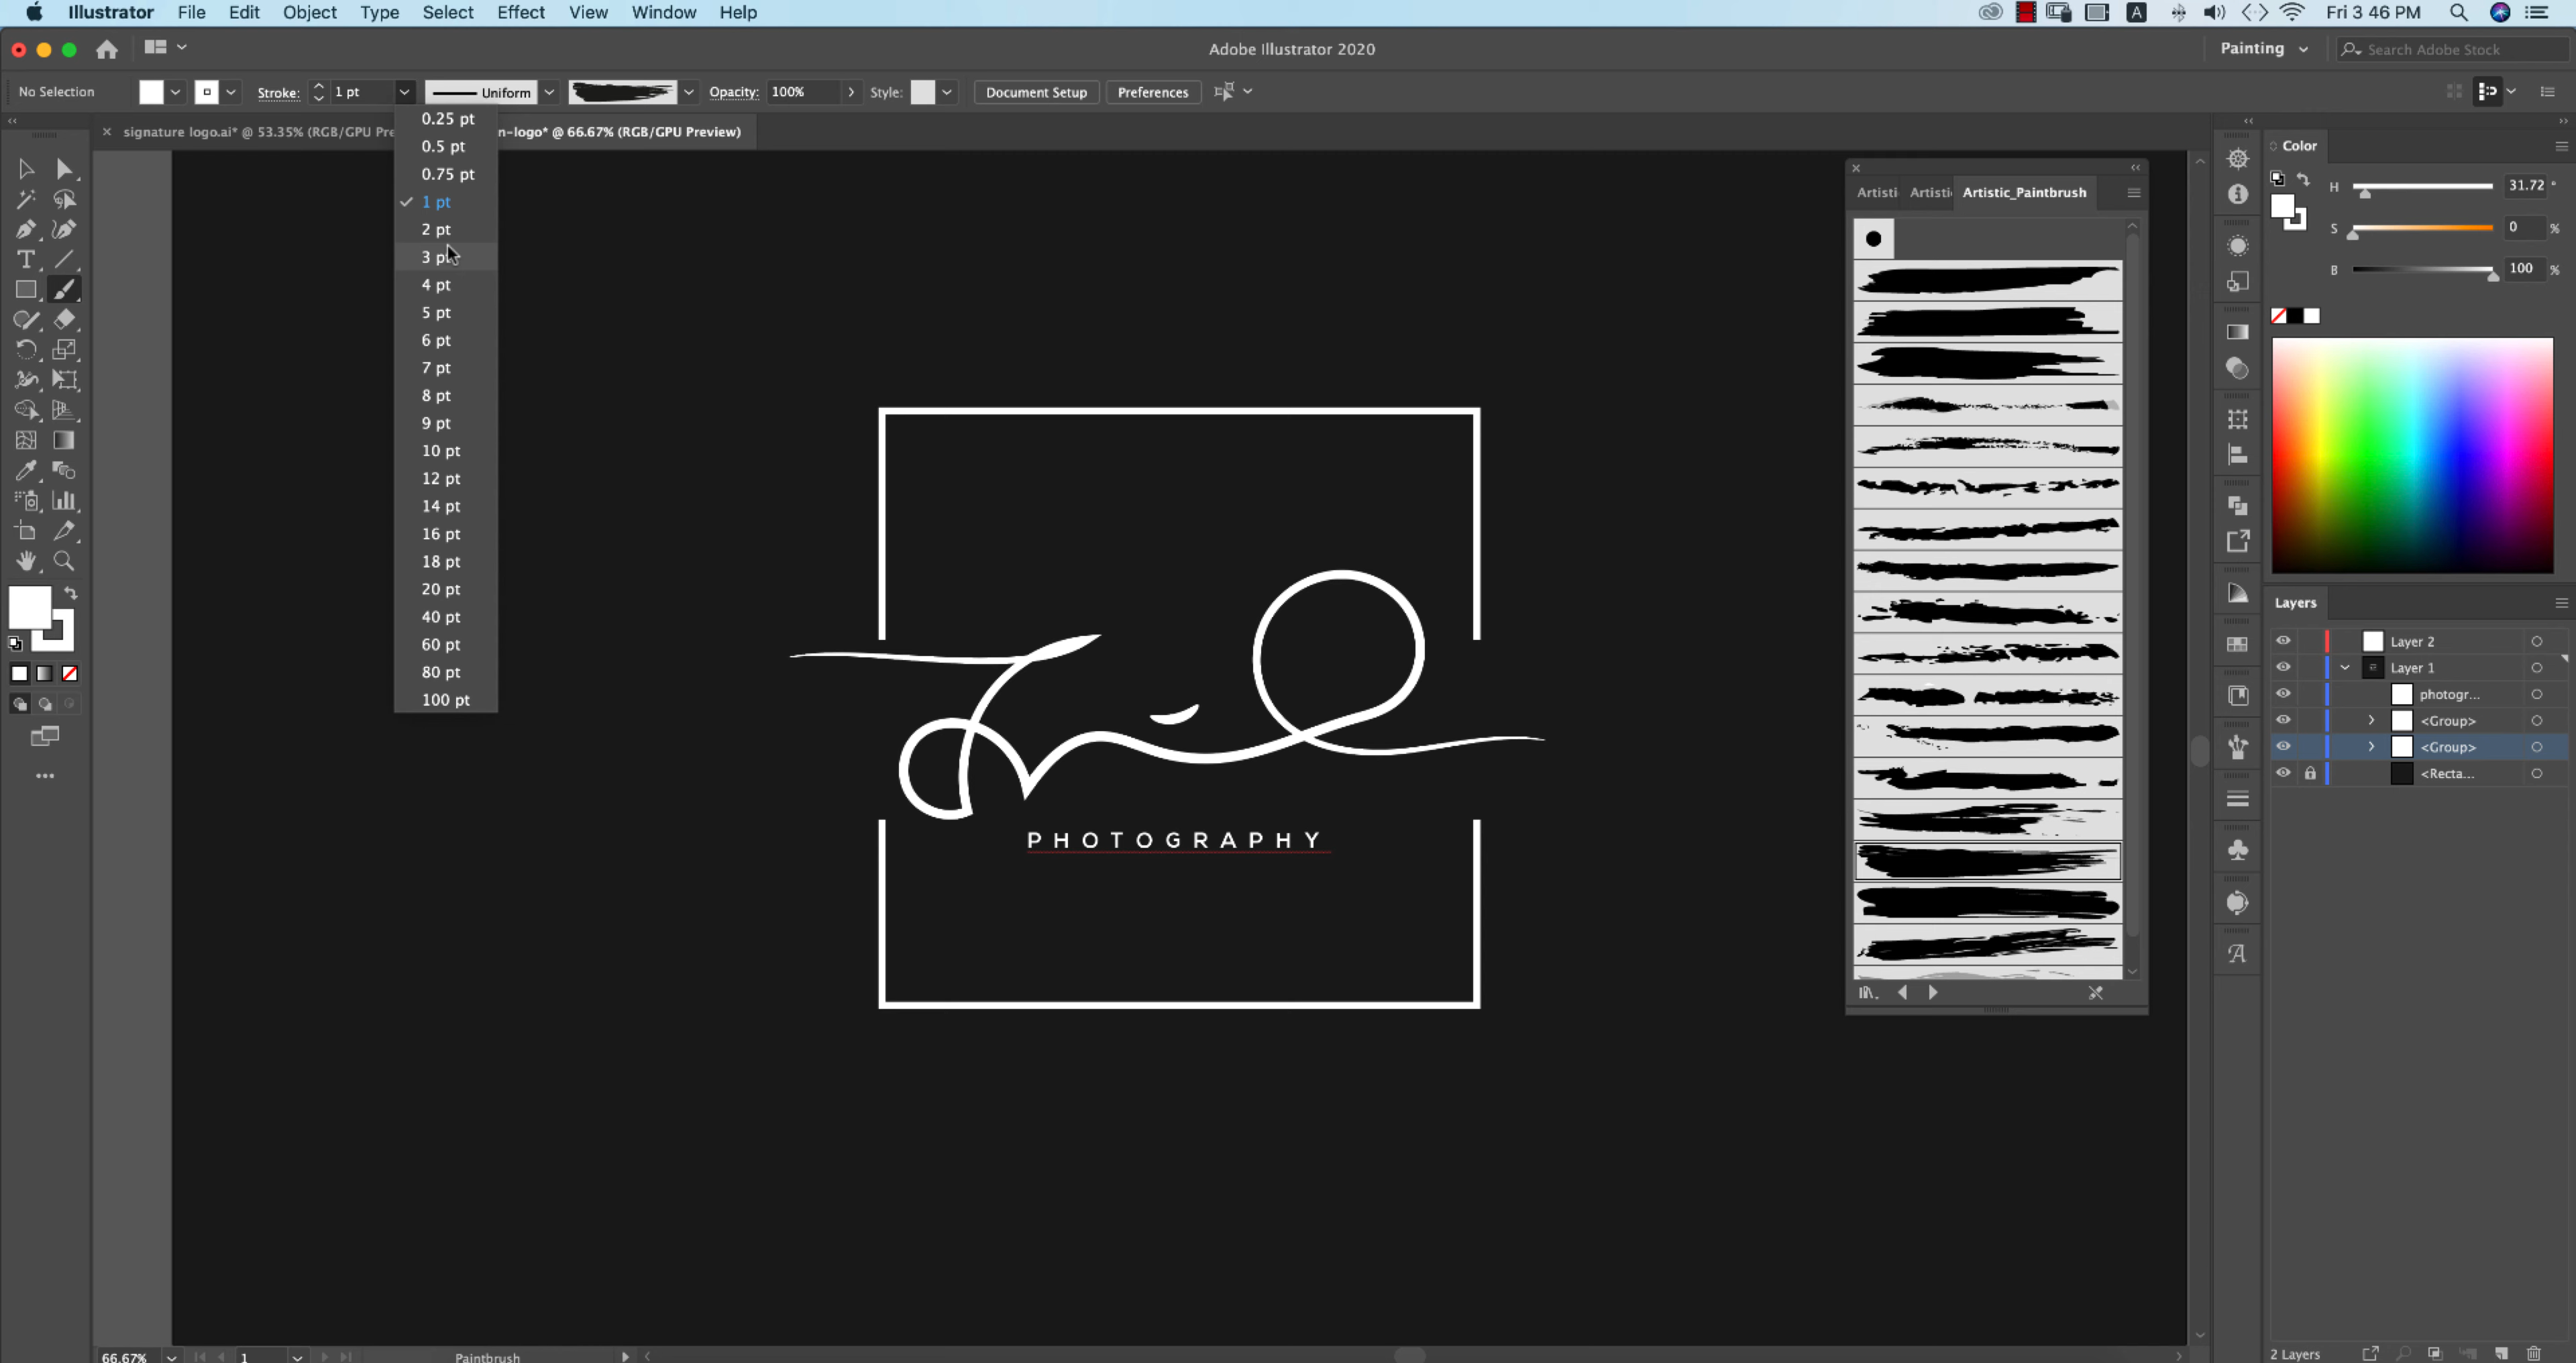 Illustrator File Edit Object Type Select Effect View Window Help
A
Fri 3 46 PM
Adobe Illustrator 2020
Painting
Search Adobe Stock
No Selection
Stroke:
1 pt
Uniform
Opacity:
100%
Style:
Document Setup
Preferences
signature logo.ai* @ 53.35% (RGB/GPU Pre
n-logo* @ 66.67% (RGB/GPU Preview)
0.25 pt
0.5 pt
0.75 pt
1 pt
2 pt
3 pt
4 pt
5 pt
6 pt
7 pt
8 pt
9 pt
10 pt
12 pt
14 pt
16 pt
18 pt
20 pt
40 pt
60 pt
80 pt
100 pt
Artisti
Artisti
Artistic_Paintbrush
PHOTOGRAPHY
Color
H 31.72 °
S 0 %
B 100 %
Layers
Layer 2
Layer 1
photogr...
<Group>
<Group>
<Recta...
2 Layers
66.67%
1
Paintbrush